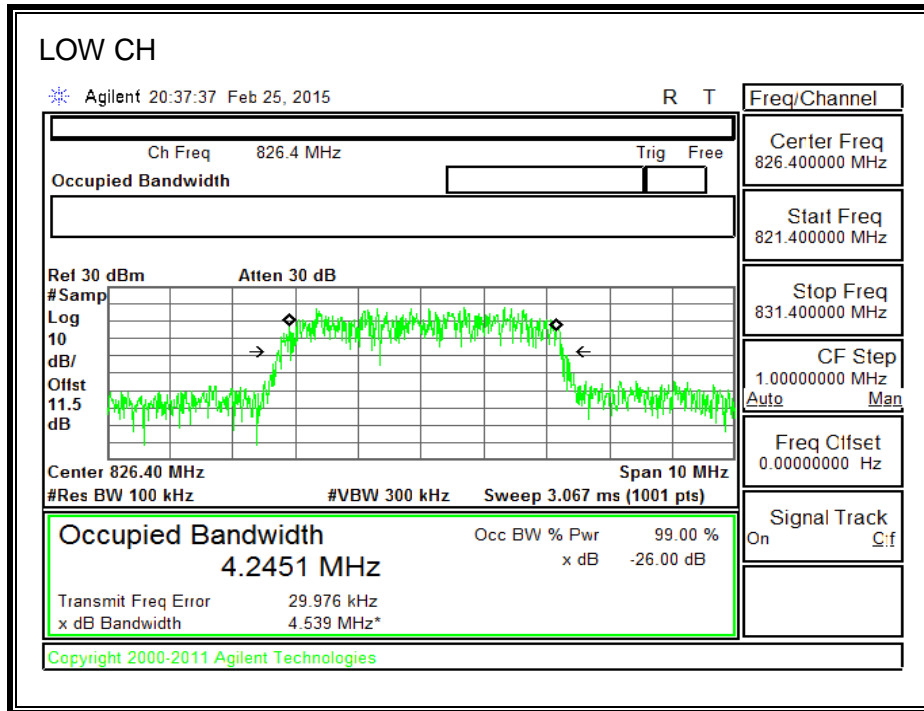 LOW CH
Agilent 20:37:37 Feb 25, 2015 R T
Freq/Channel
Ch Freq 826.4 MHz Trig Free
Occupied Bandwidth
Center Freq
826.400000 MHz
Start Freq
821.400000 MHz
Stop Freq
831.400000 MHz
CF Step
1.00000000 MHz
Auto Man
Freq Offset
0.00000000 Hz
Signal Track
On Off
Ref 30 dBm Atten 30 dB
#Samp
Log
10
dB/
Offst
11.5
dB
Center 826.40 MHz Span 10 MHz
#Res BW 100 kHz #VBW 300 kHz Sweep 3.067 ms (1001 pts)
Occupied Bandwidth Occ BW % Pwr 99.00 %
4.2451 MHz x dB -26.00 dB
Transmit Freq Error 29.976 kHz
x dB Bandwidth 4.539 MHz*
Copyright 2000-2011 Agilent Technologies